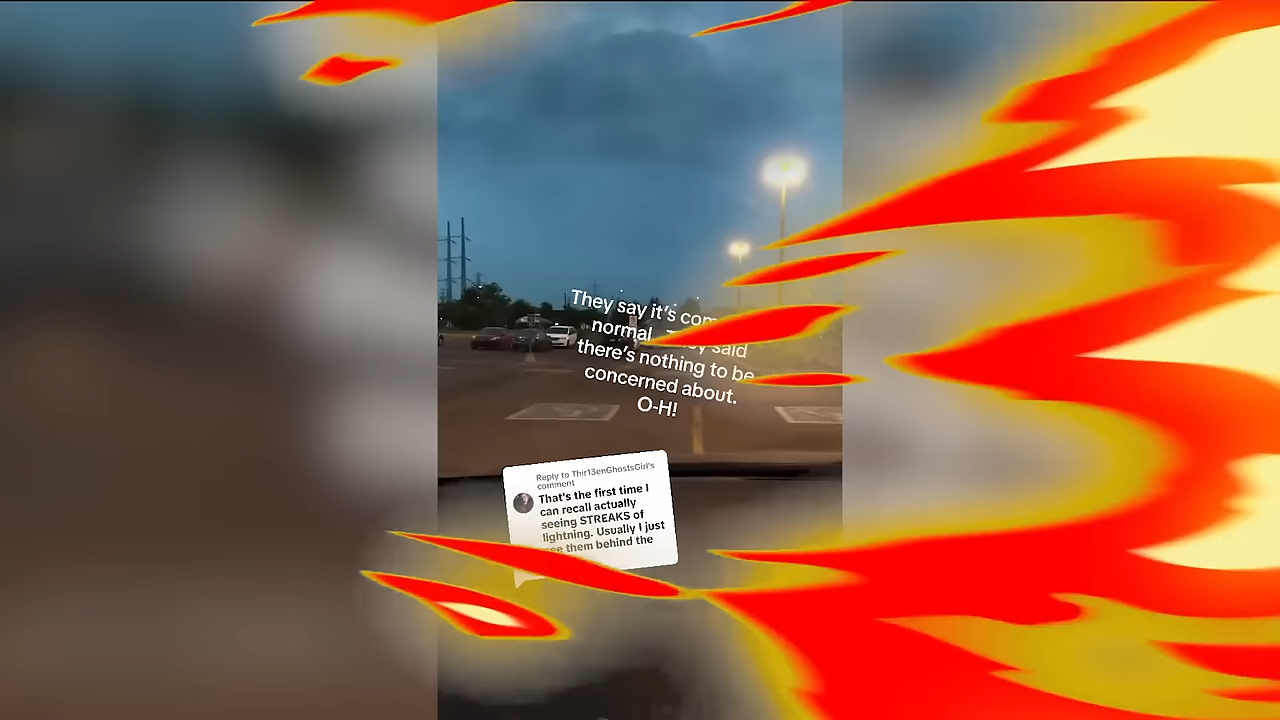 They say it's
normal. said
there's nothing to be
concerned about.
O-H!
Reply to Thir13enGhostsGirl's
comment
That's the first time I
can recall actually
seeing STREAKS of
lightning. Usually I just
see them behind the